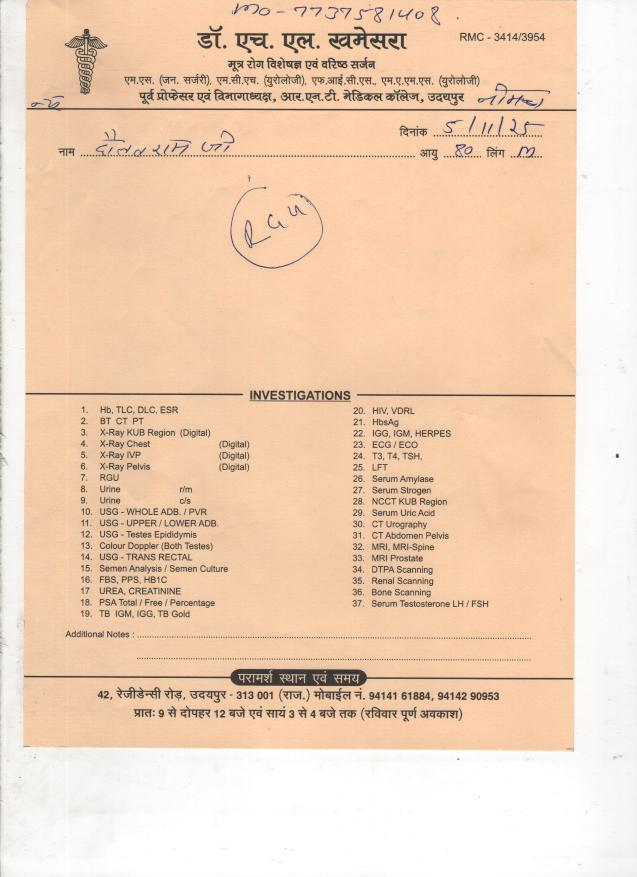 mo - 7737581408.
डॉ. एच. एल. खमेसरा
RMC - 3414/3954
मूत्र रोग विशेषज्ञ एवं वरिष्ठ सर्जन
एम.एस. (जन. सर्जरी), एम.सी.एच. (युरोलोजी), एफ.आई.सी.एस., एम.ए.एम.एस. (युरोलोजी)
पूर्व प्रोफेसर एवं विभागाध्यक्ष, आर.एन.टी. मेडिकल कॉलेज, उदयपुर
दिनांक 5/11/25
नाम दौलतराम जी आयु 80 लिंग M
RGU
INVESTIGATIONS
1. Hb, TLC, DLC, ESR
2. BT CT PT
3. X-Ray KUB Region (Digital)
4. X-Ray Chest (Digital)
5. X-Ray IVP (Digital)
6. X-Ray Pelvis (Digital)
7. RGU
8. Urine r/m
9. Urine c/s
10. USG - WHOLE ADB. / PVR
11. USG - UPPER / LOWER ADB.
12. USG - Testes Epididymis
13. Colour Doppler (Both Testes)
14. USG - TRANS RECTAL
15. Semen Analysis / Semen Culture
16. FBS, PPS, HB1C
17 UREA, CREATININE
18. PSA Total / Free / Percentage
19. TB IGM, IGG, TB Gold
20. HIV, VDRL
21. HbsAg
22. IGG, IGM, HERPES
23. ECG / ECO
24. T3, T4, TSH,
25. LFT
26. Serum Amylase
27. Serum Strogen
28. NCCT KUB Region
29. Serum Uric Acid
30. CT Urography
31. CT Abdomen Pelvis
32. MRI, MRI-Spine
33. MRI Prostate
34. DTPA Scanning
35. Renal Scanning
36. Bone Scanning
37. Serum Testosterone LH / FSH
Additional Notes :
परामर्श स्थान एवं समय
42, रेजीडेन्सी रोड़, उदयपुर - 313 001 (राज.) मोबाईल नं. 94141 61884, 94142 90953
प्रातः 9 से दोपहर 12 बजे एवं सायं 3 से 4 बजे तक (रविवार पूर्ण अवकाश)